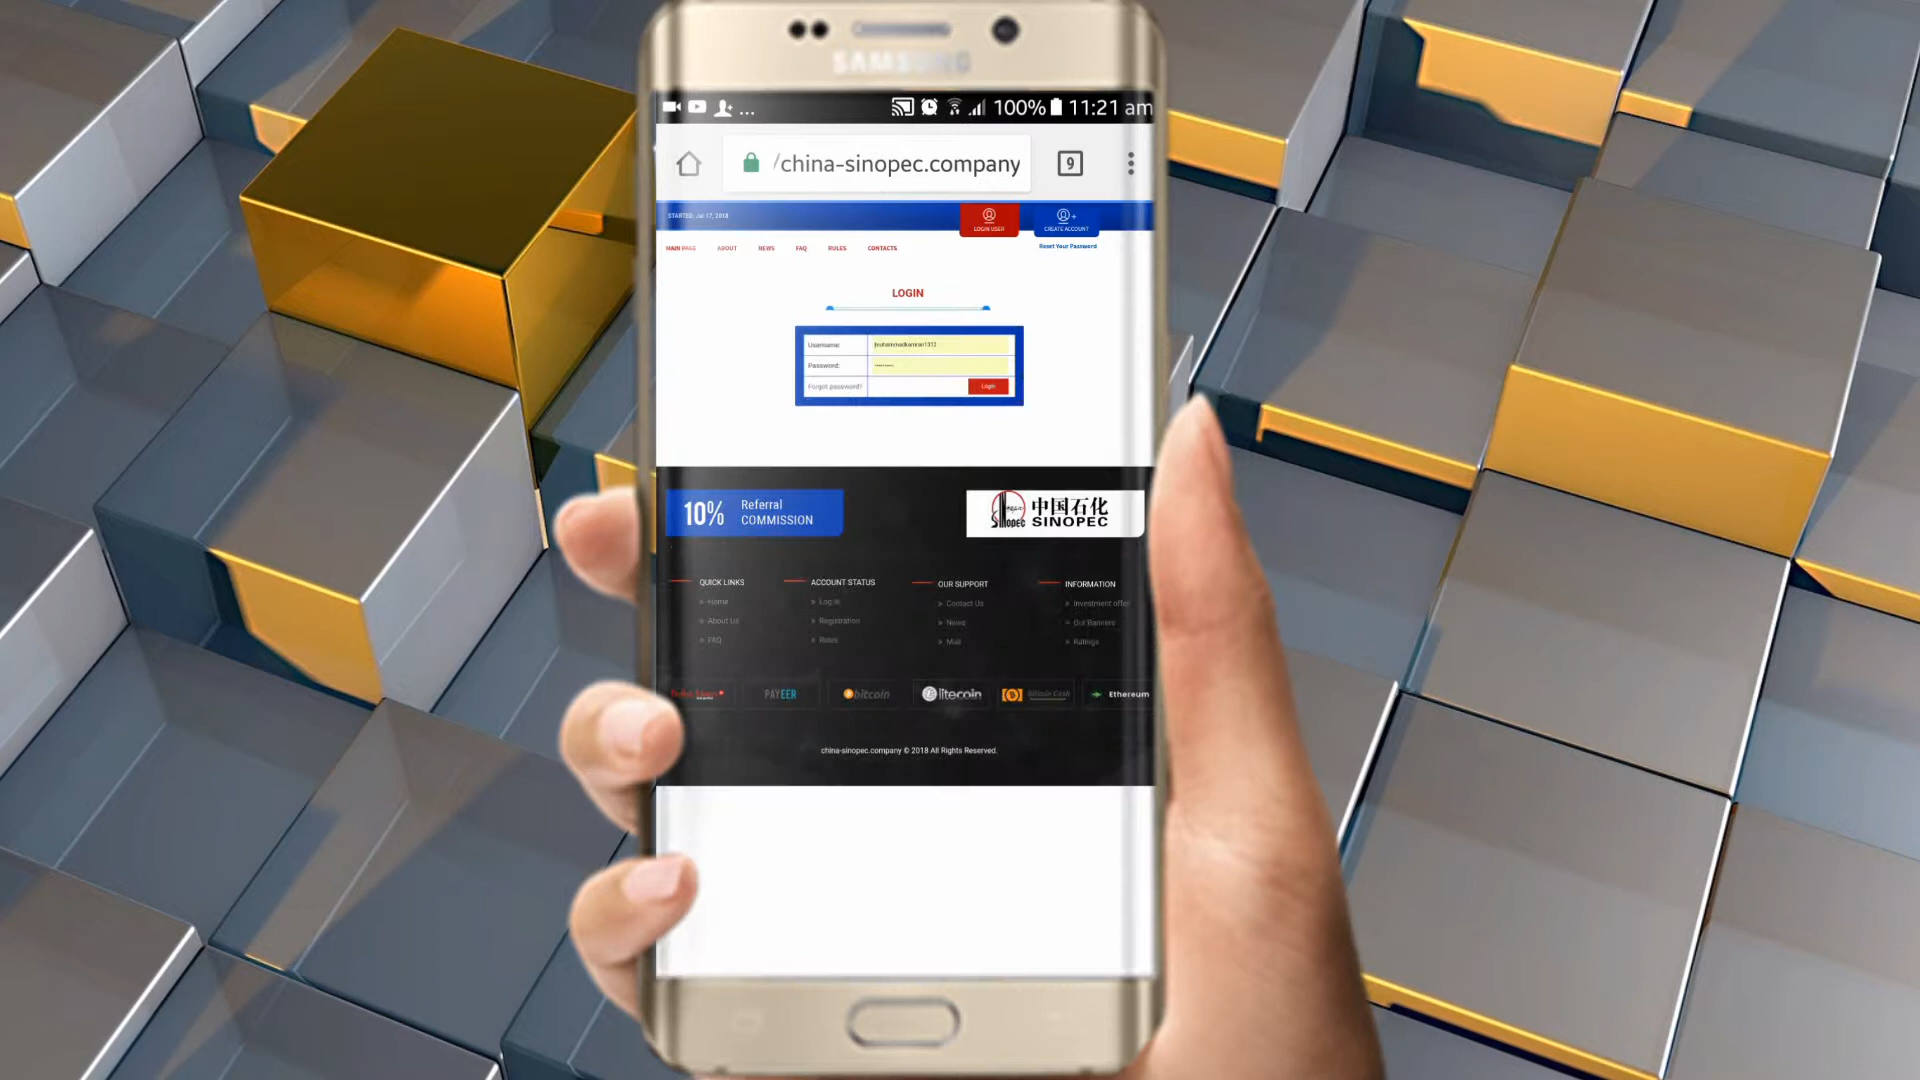 SAMSUNG
... 100% 11:21 am
/china-sinopec.company 9
STARTED: Jul 17, 2018
LOGIN USER
CREATE ACCOUNT
MAIN PAGE ABOUT NEWS FAQ RULES CONTACTS
Reset Your Password
LOGIN
Username:
Password:
Forgot password? Login
10% Referral
COMMISSION
中国石化
SINOPEC
QUICK LINKS
Home
About Us
FAQ
ACCOUNT STATUS
Log in
Registration
Rules
OUR SUPPORT
Contact Us
News
Mail
INFORMATION
Investment offer
Our Banners
Ratings
PAYEER bitcoin litecoin Bitcoin Cash Ethereum
china-sinopec.company © 2018 All Rights Reserved.